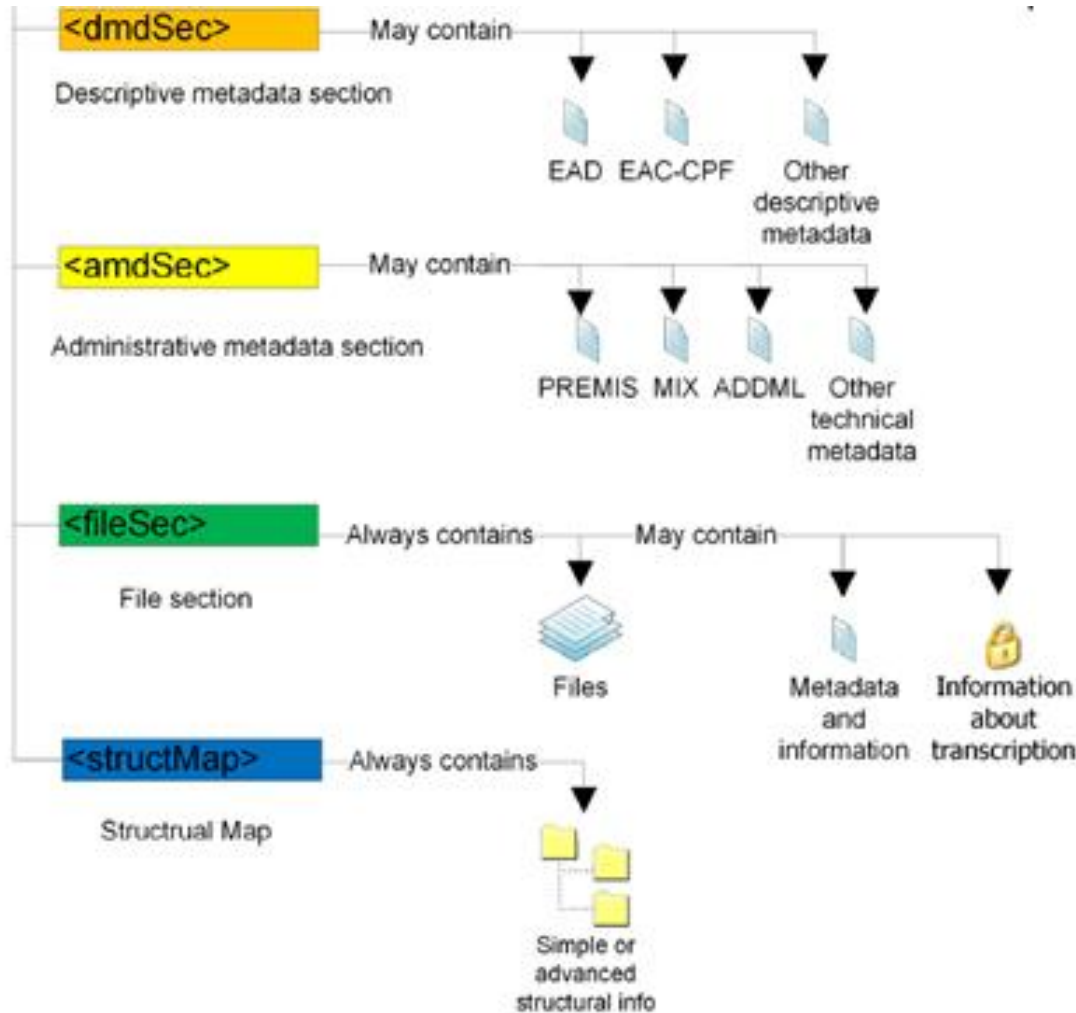 <dmdSec>
May contain
Descriptive metadata section
EAD
EAC-CPF
Other
descriptive
metadata
<amdSec>
May contain
Administrative metadata section
PREMIS
MIX
ADDML
Other
technical
metadata
<fileSec>
Always contains
May contain
File section
Files
Metadata
and
information
Information
about
transcription
<structMap>
Always contains
Structrual Map
Simple or
advanced
structural info